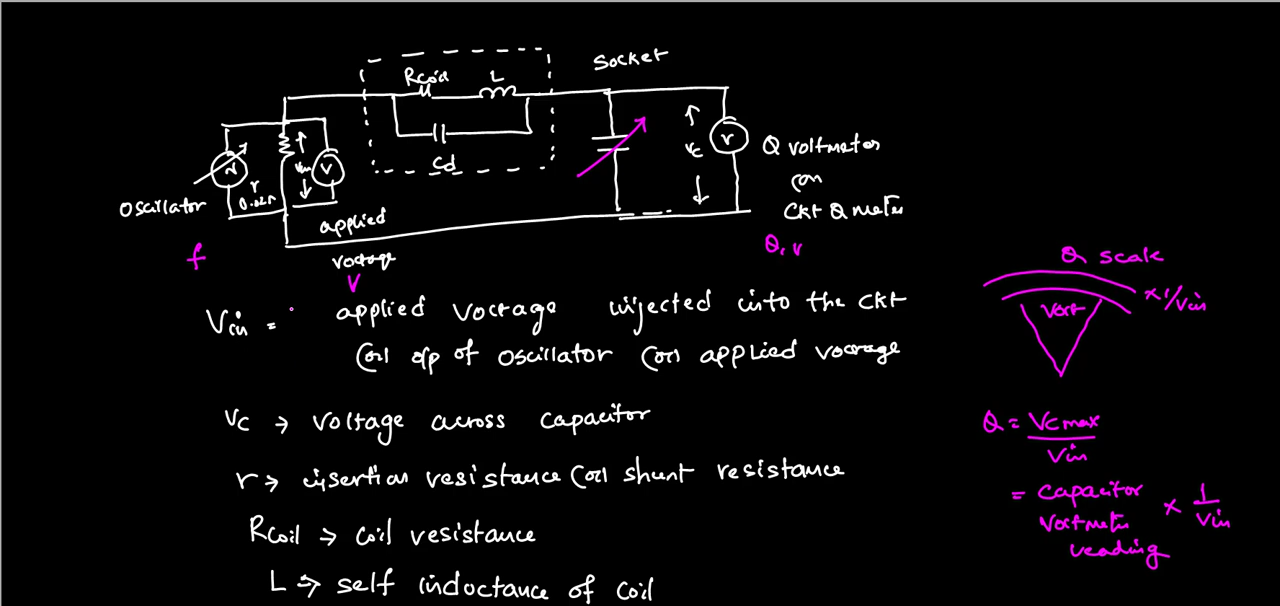 Socket
Rcoil L
Cd
Vin
V
r
0.02Ω
Oscillator
applied
voltage
Vc
V
Q voltmeter
(or)
Ckt Q meter
f
V
Q, V
Q scale
× 1/Vin
Volt
Vin = applied voltage injected into the ckt
(or) o/p of oscillator (or) applied voltage
Vc → voltage across capacitor
r → insertion resistance (or) shunt resistance
Rcoil → coil resistance
L → self inductance of coil
Q = Vcmax
Vin
= capacitor × 1
voltmeter Vin
reading